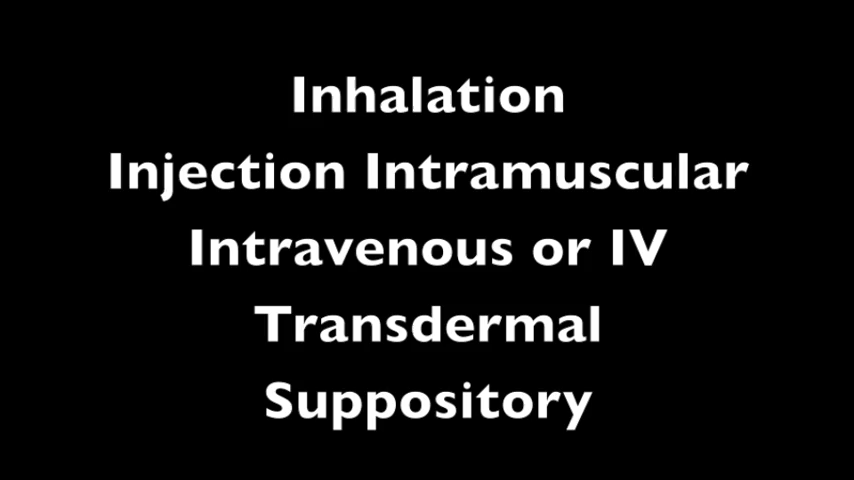 Inhalation
Injection Intramuscular
Intravenous or IV
Transdermal
Suppository